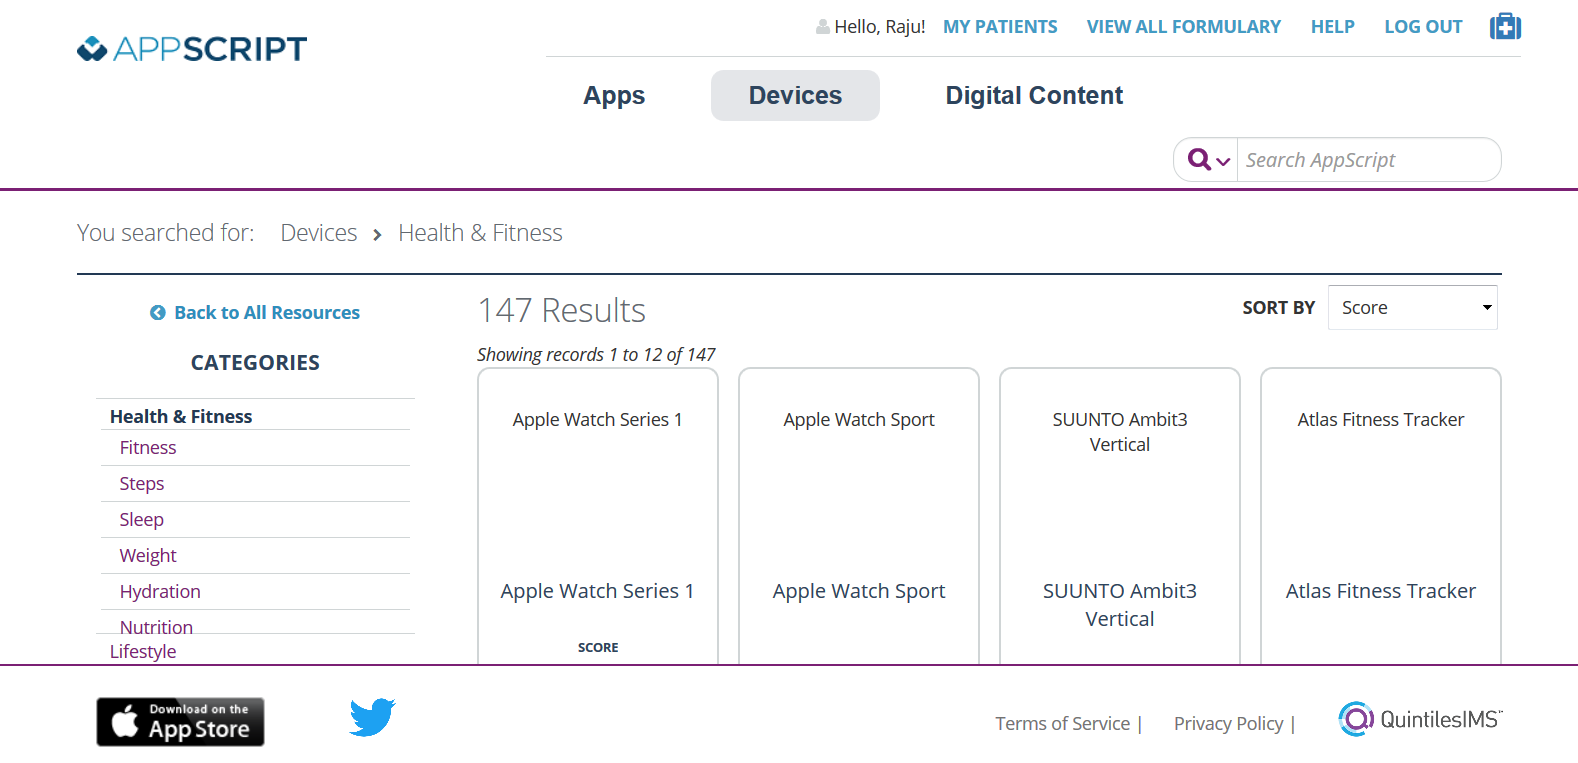 APPSCRIPT
Hello, Raju! MY PATIENTS VIEW ALL FORMULARY HELP LOG OUT
Apps Devices Digital Content
Search AppScript
You searched for: Devices Health & Fitness
Back to All Resources
CATEGORIES
Health & Fitness
Fitness
Steps
Sleep
Weight
Hydration
Nutrition
Lifestyle
147 Results
SORT BY Score
Showing records 1 to 12 of 147
Apple Watch Series 1
Apple Watch Series 1
SCORE
Apple Watch Sport
Apple Watch Sport
SUUNTO Ambit3
Vertical
SUUNTO Ambit3
Vertical
Atlas Fitness Tracker
Atlas Fitness Tracker
Download on the
App Store
Terms of Service | Privacy Policy |
QuintilesIMS™